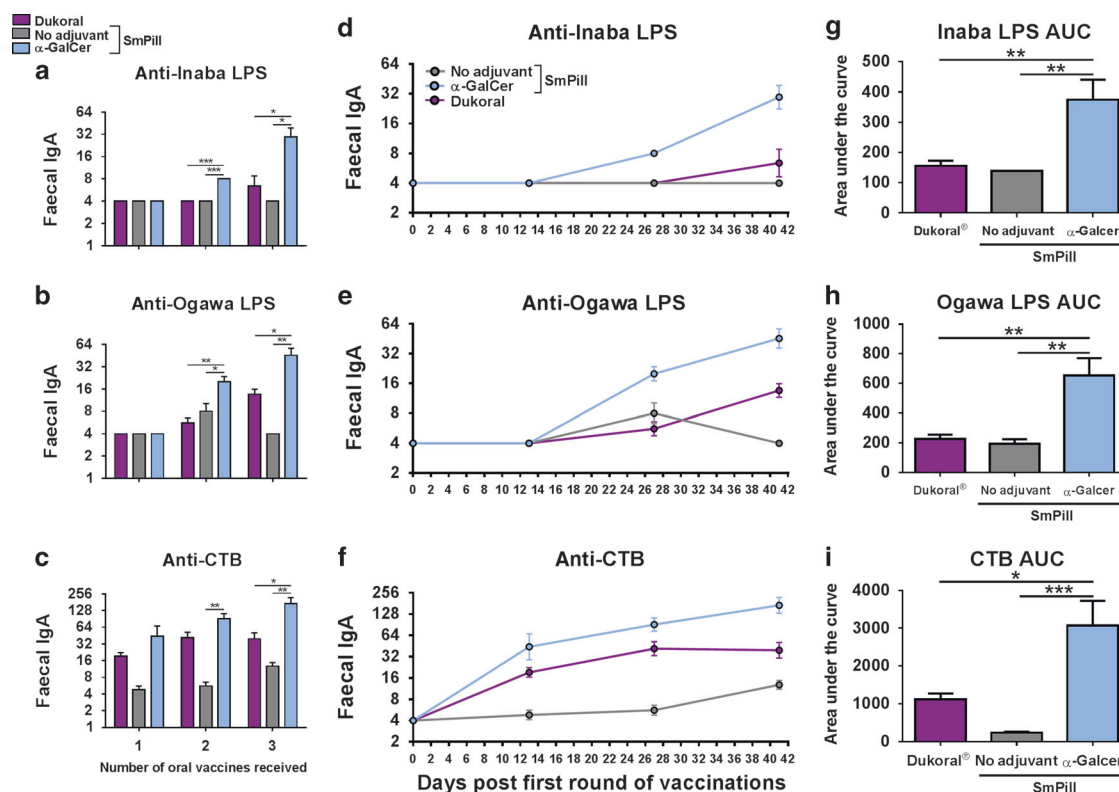 Dukoral
No adjuvant
α-GalCer
SmPill
a
Anti-Inaba LPS
Faecal IgA
64
32
16
8
4
2
1
*
*
***
***
b
Anti-Ogawa LPS
Faecal IgA
64
32
16
8
4
2
1
**
*
*
**
c
Anti-CTB
Faecal IgA
256
128
64
32
16
8
4
2
1
**
*
**
1 2 3
Number of oral vaccines received
d
Anti-Inaba LPS
No adjuvant
α-GalCer
Dukoral
SmPill
Faecal IgA
64
32
16
8
4
2
0 2 4 6 8 10 12 14 16 18 20 22 24 26 28 30 32 34 36 38 40 42
e
Anti-Ogawa LPS
Faecal IgA
64
32
16
8
4
2
0 2 4 6 8 10 12 14 16 18 20 22 24 26 28 30 32 34 36 38 40 42
f
Anti-CTB
Faecal IgA
256
128
64
32
16
8
4
2
0 2 4 6 8 10 12 14 16 18 20 22 24 26 28 30 32 34 36 38 40 42
Days post first round of vaccinations
g
Inaba LPS AUC
Area under the curve
500
400
300
200
100
0
**
**
Dukoral® No adjuvant α-Galcer
SmPill
h
Ogawa LPS AUC
Area under the curve
1000
800
600
400
200
0
**
**
Dukoral® No adjuvant α-Galcer
SmPill
i
CTB AUC
Area under the curve
4000
3000
2000
1000
0
*
***
Dukoral® No adjuvant α-Galcer
SmPill